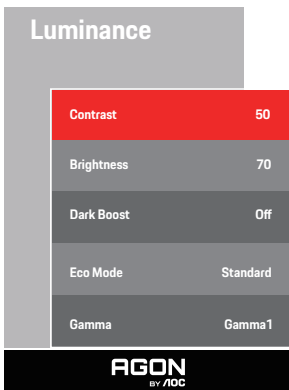 Luminance
Contrast 50
Brightness 70
Dark Boost Off
Eco Mode Standard
Gamma Gamma1
AGON
BY AOC